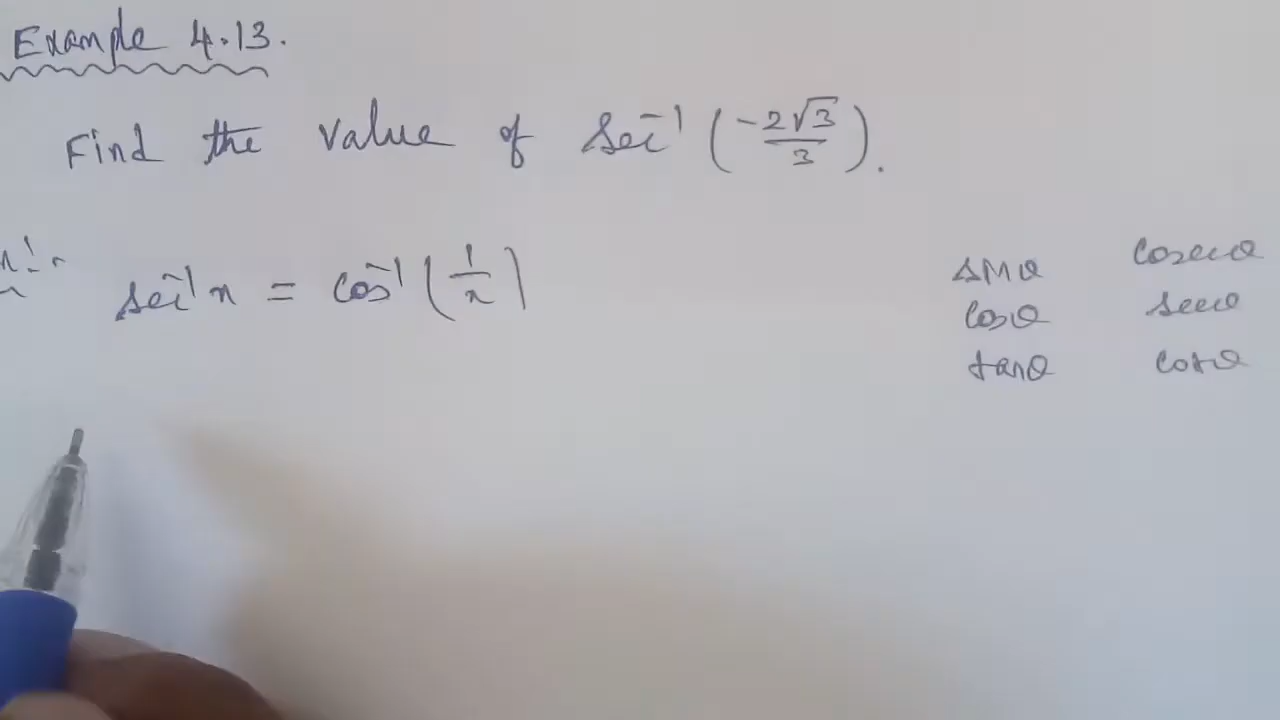 Example 4.13.
Find the value of sec⁻¹(-2√3/3).
sec⁻¹x = cos⁻¹(1/x)
sinθ cosecθ
cosθ secθ
tanθ cotθ